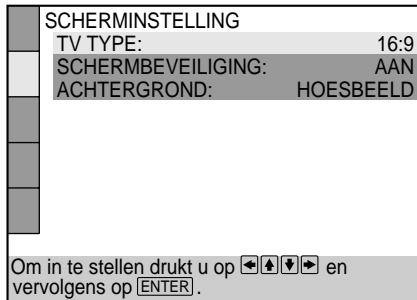 SCHERMINSTELLING
TV TYPE: 16:9
SCHERMBEVEILIGING: AAN
ACHTERGROND: HOESBEELD
Om in te stellen drukt u op ←↑↓→ en
vervolgens op ENTER.